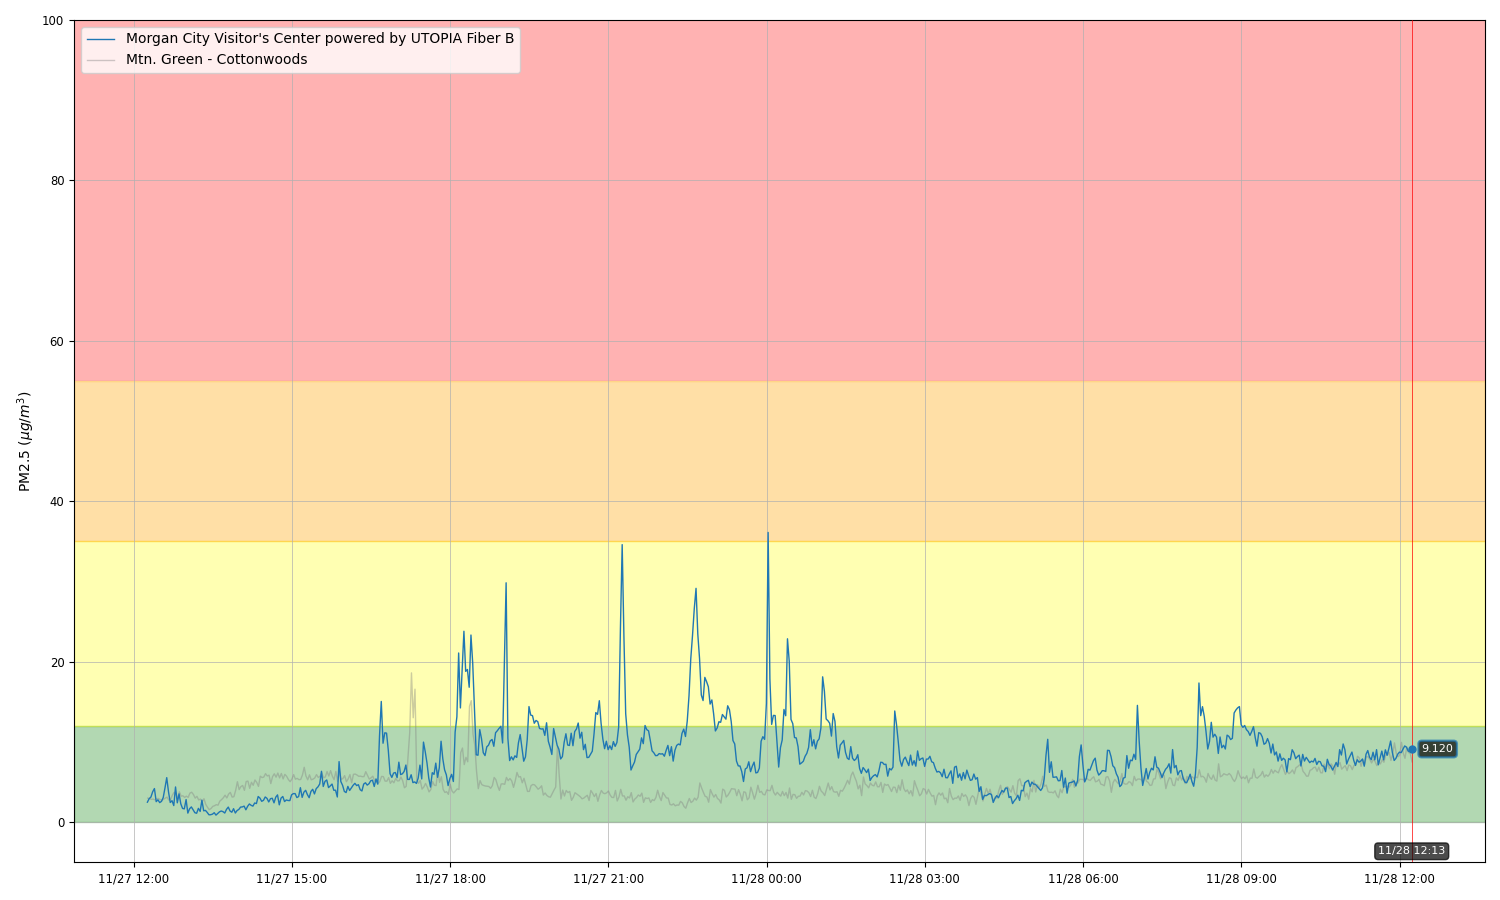 100
80
60
40
20
0
PM2.5 (μg/m³)
Morgan City Visitor's Center powered by UTOPIA Fiber B
Mtn. Green - Cottonwoods
9.120
11/28 12:13
11/27 12:00 11/27 15:00 11/27 18:00 11/27 21:00 11/28 00:00 11/28 03:00 11/28 06:00 11/28 09:00 11/28 12:00